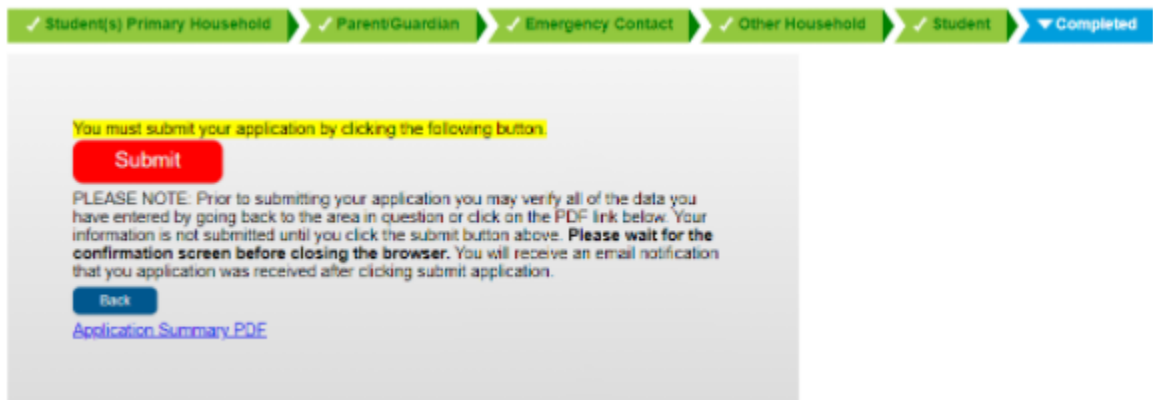 ✓ Student(s) Primary Household ✓ Parent/Guardian ✓ Emergency Contact ✓ Other Household ✓ Student ▼ Completed
You must submit your application by clicking the following button.
Submit
PLEASE NOTE: Prior to submitting your application you may verify all of the data you
have entered by going back to the area in question or click on the PDF link below. Your
information is not submitted until you click the submit button above. Please wait for the
confirmation screen before closing the browser. You will receive an email notification
that you application was received after clicking submit application.
Back
Application Summary PDF